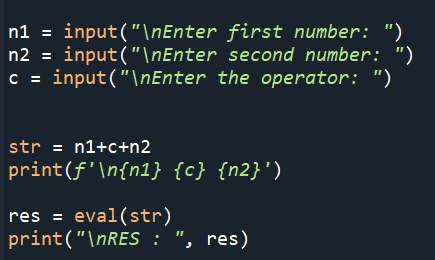 n1 = input("\nEnter first number: ")
n2 = input("\nEnter second number: ")
c = input("\nEnter the operator: ")
str = n1+c+n2
print(f'\n{n1} {c} {n2}')
res = eval(str)
print("\nRES : ", res)